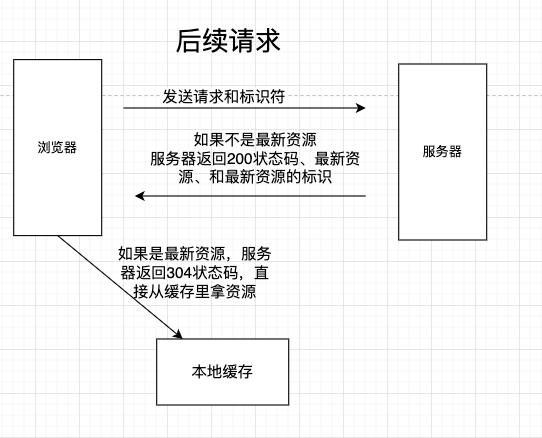 后续请求
发送请求和标识符
浏览器
服务器
如果不是最新资源
服务器返回200状态码、最新资
源、和最新资源的标识
如果是最新资源，服务
器返回304状态码，直
接从缓存里拿资源
本地缓存